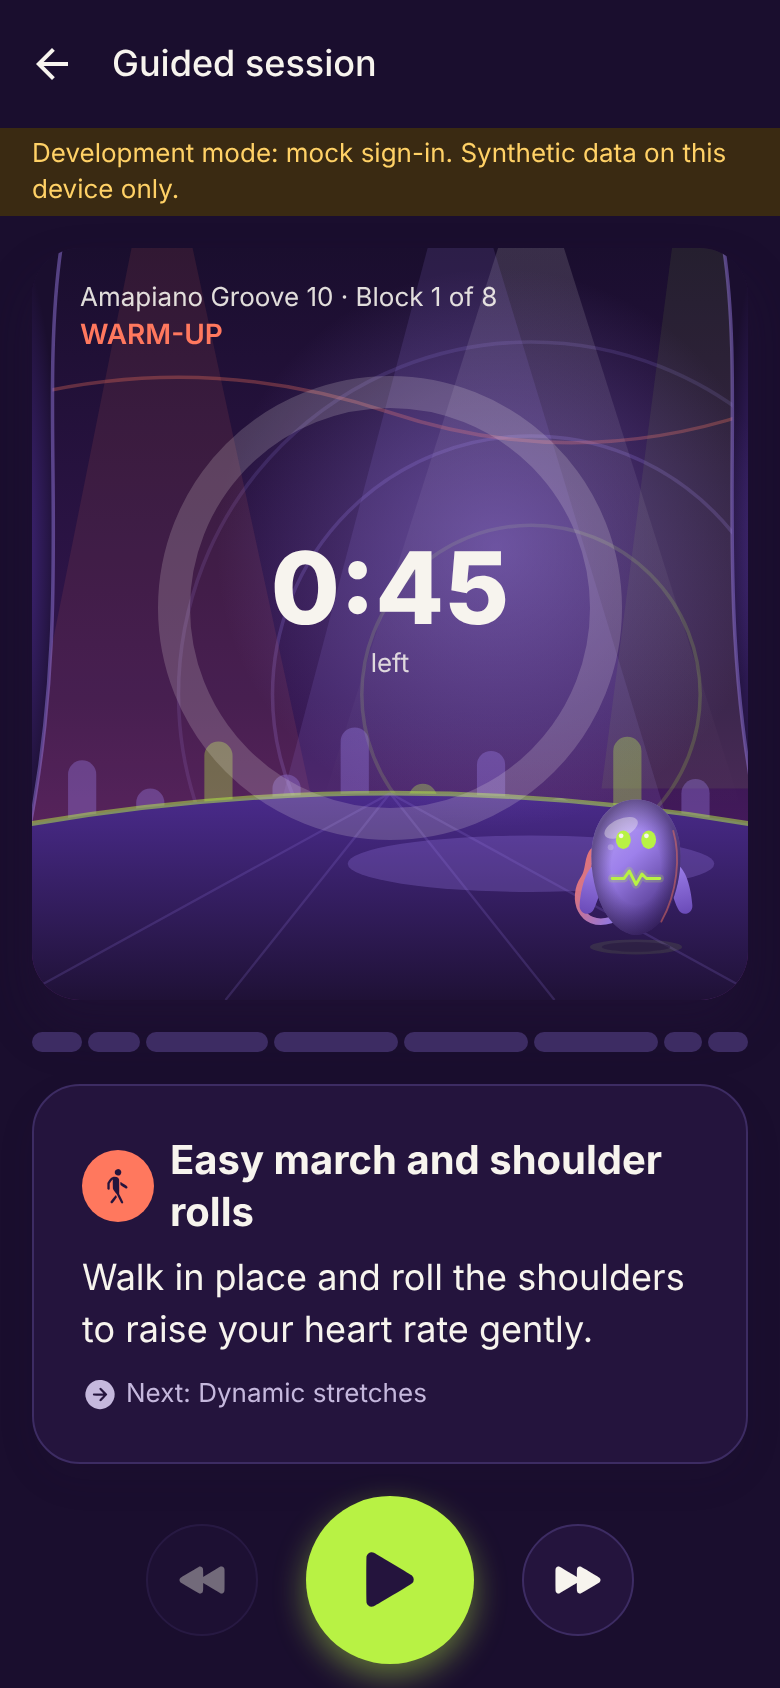 Guided session
Development mode: mock sign-in. Synthetic data on this
device only.
Amapiano Groove 10 · Block 1 of 8
WARM-UP
0:45
left
Easy march and shoulder
rolls
Walk in place and roll the shoulders
to raise your heart rate gently.
Next: Dynamic stretches